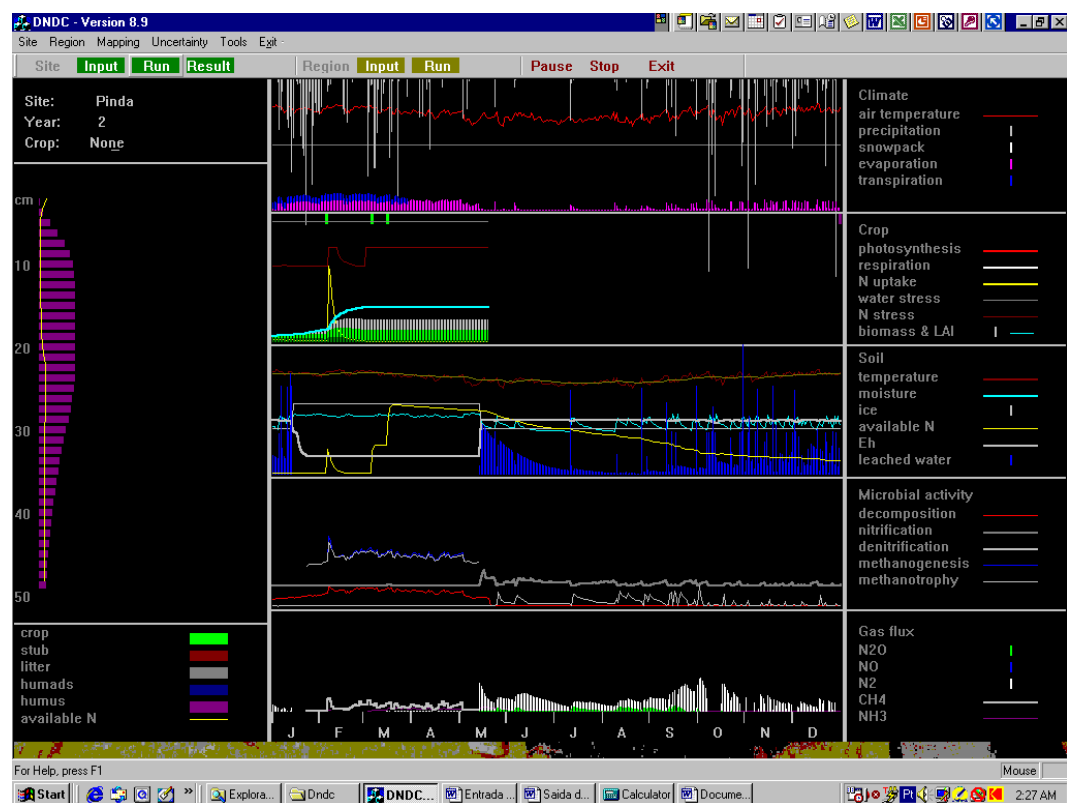 DNDC - Version 8.9
Site Region Mapping Uncertainty Tools Exit
Site Input Run Result Region Input Run Pause Stop Exit
Site: Pinda
Year: 2
Crop: None
cm
10
20
30
40
50
crop
stub
litter
humads
humus
available N
Climate
air temperature
precipitation
snowpack
evaporation
transpiration
Crop
photosynthesis
respiration
N uptake
water stress
N stress
biomass & LAI
Soil
temperature
moisture
ice
available N
Eh
leached water
Microbial activity
decomposition
nitrification
denitrification
methanogenesis
methanotrophy
Gas flux
N2O
NO
N2
CH4
NH3
J F M A M J J A S O N D
For Help, press F1
Mouse
Start » Explora... Dndc DNDC... Entrada ... Saida d... Calculator Docume... Pt 2:27 AM